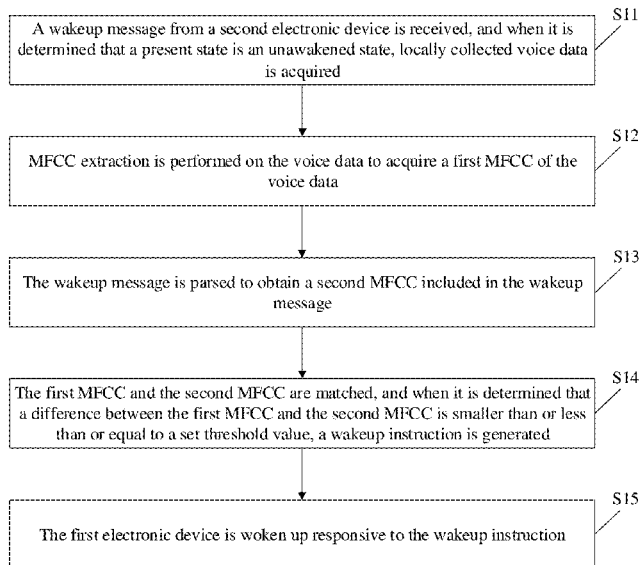 S11
A wakeup message from a second electronic device is received, and when it is
determined that a present state is an unawakened state, locally collected voice data
is acquired
S12
MFCC extraction is performed on the voice data to acquire a first MFCC of the
voice data
S13
The wakeup message is parsed to obtain a second MFCC included in the wakeup
message
S14
The first MFCC and the second MFCC are matched, and when it is determined that
a difference between the first MFCC and the second MFCC is smaller than or less
than or equal to a set threshold value, a wakeup instruction is generated
S15
The first electronic device is woken up responsive to the wakeup instruction